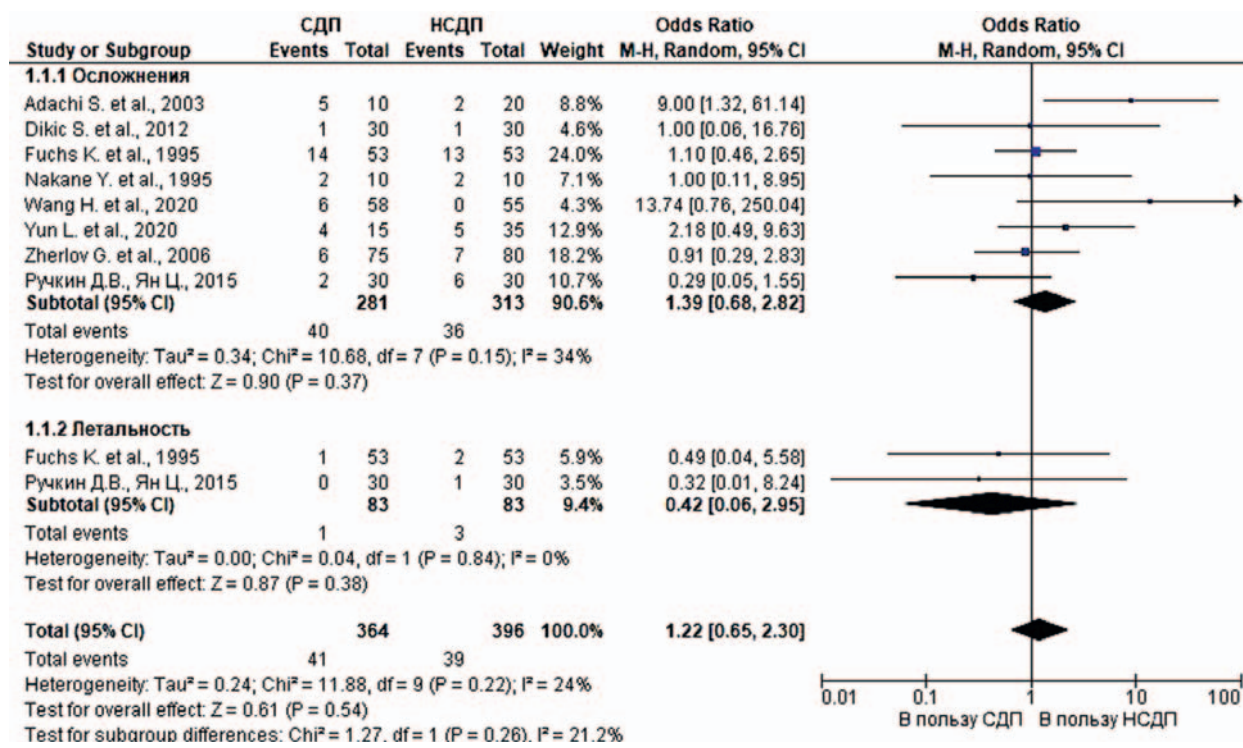 СДП НСДП Odds Ratio Odds Ratio
Study or Subgroup Events Total Events Total Weight M-H, Random, 95% CI M-H, Random, 95% CI
1.1.1 Осложнения
Adachi S. et al., 2003 5 10 2 20 8.8% 9.00 [1.32, 61.14]
Dikic S. et al., 2012 1 30 1 30 4.6% 1.00 [0.06, 16.76]
Fuchs K. et al., 1995 14 53 13 53 24.0% 1.10 [0.46, 2.65]
Nakane Y. et al., 1995 2 10 2 10 7.1% 1.00 [0.11, 8.95]
Wang H. et al., 2020 6 58 0 55 4.3% 13.74 [0.76, 250.04]
Yun L. et al., 2020 4 15 5 35 12.9% 2.18 [0.49, 9.63]
Zherlov G. et al., 2006 6 75 7 80 18.2% 0.91 [0.29, 2.83]
Ручкин Д.В., Ян Ц., 2015 2 30 6 30 10.7% 0.29 [0.05, 1.55]
Subtotal (95% CI) 281 313 90.6% 1.39 [0.68, 2.82]
Total events 40 36
Heterogeneity: Tau² = 0.34; Chi² = 10.68, df = 7 (P = 0.15); I² = 34%
Test for overall effect: Z = 0.90 (P = 0.37)
1.1.2 Летальность
Fuchs K. et al., 1995 1 53 2 53 5.9% 0.49 [0.04, 5.58]
Ручкин Д.В., Ян Ц., 2015 0 30 1 30 3.5% 0.32 [0.01, 8.24]
Subtotal (95% CI) 83 83 9.4% 0.42 [0.06, 2.95]
Total events 1 3
Heterogeneity: Tau² = 0.00; Chi² = 0.04, df = 1 (P = 0.84); I² = 0%
Test for overall effect: Z = 0.87 (P = 0.38)
Total (95% CI) 364 396 100.0% 1.22 [0.65, 2.30]
Total events 41 39
Heterogeneity: Tau² = 0.24; Chi² = 11.88, df = 9 (P = 0.22); I² = 24%
Test for overall effect: Z = 0.61 (P = 0.54)
Test for subgroup differences: Chi² = 1.27, df = 1 (P = 0.26), I² = 21.2%
0.01 0.1 1 10 100
В пользу СДП В пользу НСДП